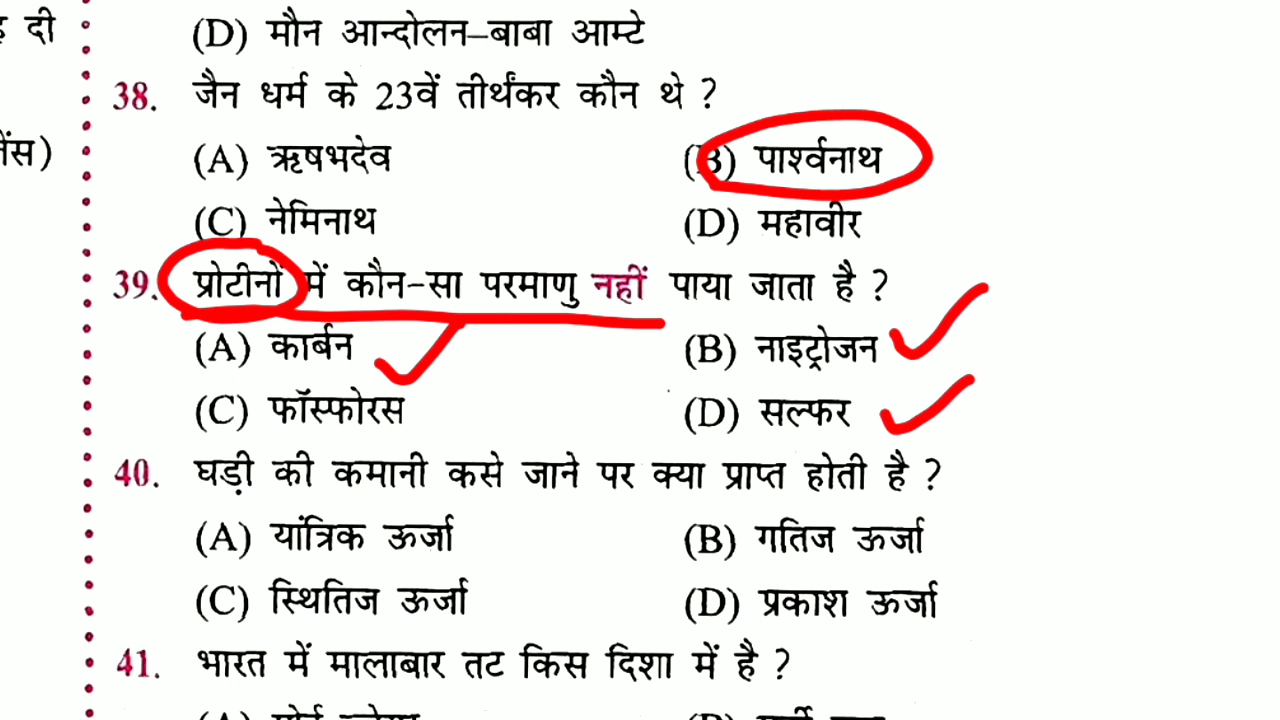 दी
(D) मौन आन्दोलन–बाबा आम्टे
38. जैन धर्म के 23वें तीर्थंकर कौन थे ?
(A) ऋषभदेव (B) पार्श्वनाथ
(C) नेमिनाथ (D) महावीर
39. प्रोटीनों में कौन-सा परमाणु नहीं पाया जाता है ?
(A) कार्बन (B) नाइट्रोजन
(C) फॉस्फोरस (D) सल्फर
40. घड़ी की कमानी कसे जाने पर क्या प्राप्त होती है ?
(A) यांत्रिक ऊर्जा (B) गतिज ऊर्जा
(C) स्थितिज ऊर्जा (D) प्रकाश ऊर्जा
41. भारत में मालाबार तट किस दिशा में है ?